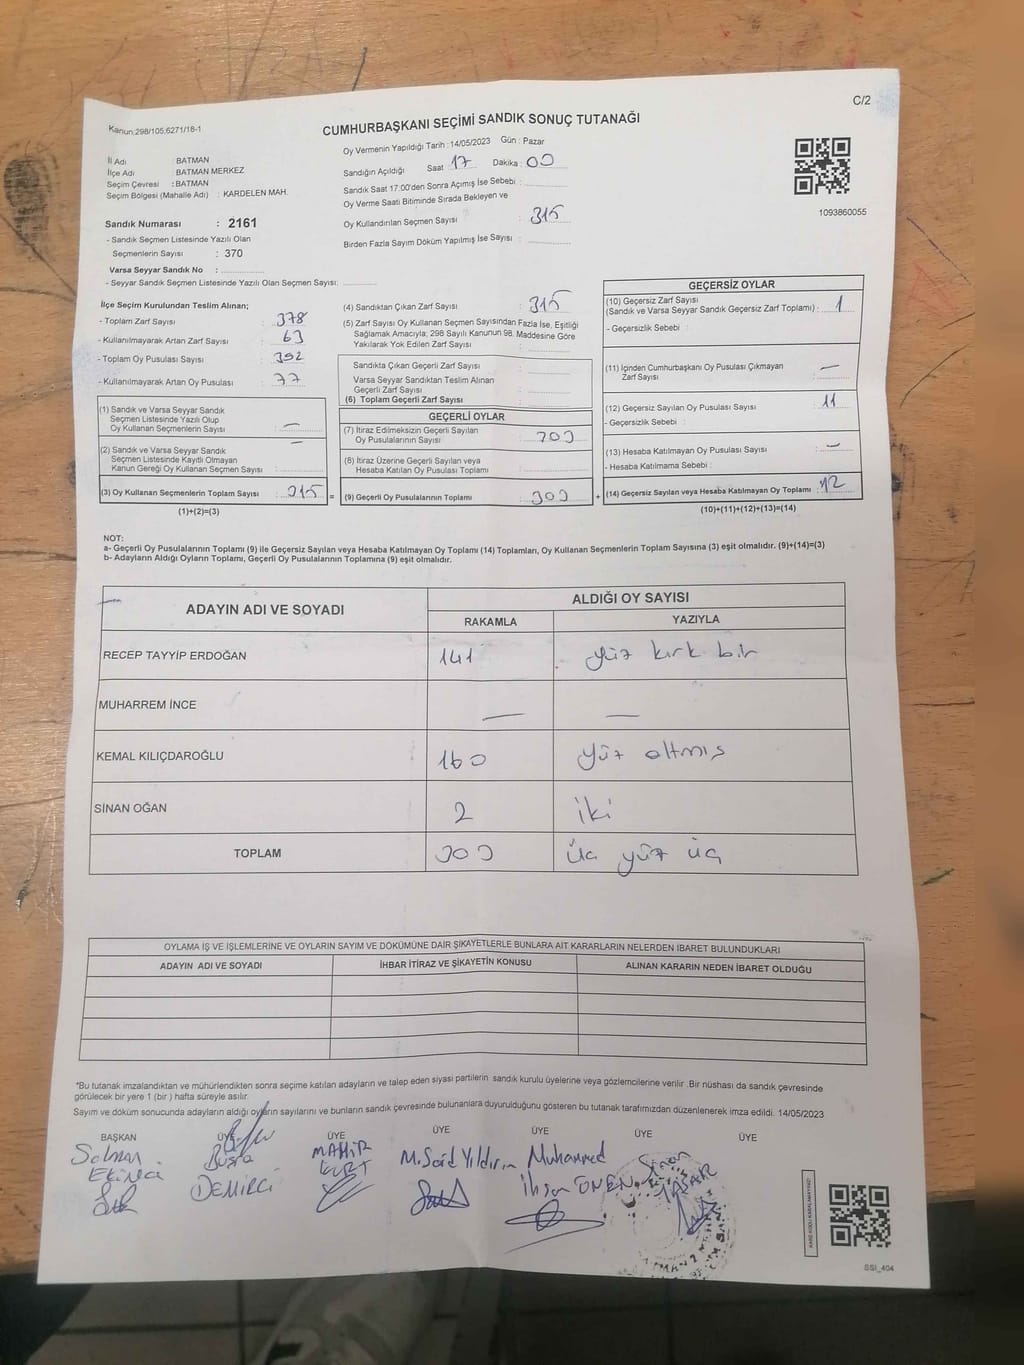 C/2
Kanun:298/105;6271/18-1
CUMHURBAŞKANI SEÇİMİ SANDIK SONUÇ TUTANAĞI
İl Adı : BATMAN
İlçe Adı : BATMAN MERKEZ
Seçim Çevresi : BATMAN
Seçim Bölgesi (Mahalle Adı) : KARDELEN MAH.
Sandık Numarası : 2161
- Sandık Seçmen Listesinde Yazılı Olan
Seçmenlerin Sayısı : 370
Varsa Seyyar Sandık No :
- Seyyar Sandık Seçmen Listesinde Yazılı Olan Seçmen Sayısı:
Oy Vermenin Yapıldığı Tarih : 14/05/2023 Gün : Pazar
Sandığın Açıldığı Saat 17 Dakika : 00
Sandık Saat 17:00'den Sonra Açımış İse Sebebi :
Oy Verme Saati Bitiminde Sırada Bekleyen ve
Oy Kullandırılan Seçmen Sayısı : 315
Birden Fazla Sayım Döküm Yapılmış İse Sayısı :
1093860055
İlçe Seçim Kurulundan Teslim Alınan;
- Toplam Zarf Sayısı : 378
- Kullanılmayarak Artan Zarf Sayısı : 63
- Toplam Oy Pusulası Sayısı : 392
- Kullanılmayarak Artan Oy Pusulası : 77
(1) Sandık ve Varsa Seyyar Sandık
Seçmen Listesinde Yazılı Olup
Oy Kullanan Seçmenlerin Sayısı : —
(2) Sandık ve Varsa Seyyar Sandık
Seçmen Listesinde Kayıtlı Olmayan
Kanun Gereği Oy Kullanan Seçmen Sayısı : —
(3) Oy Kullanan Seçmenlerin Toplam Sayısı : 315 =
(1)+(2)=(3)
(4) Sandıktan Çıkan Zarf Sayısı : 315
(5) Zarf Sayısı Oy Kullanan Seçmen Sayısından Fazla İse, Eşitliği
Sağlamak Amacıyla; 298 Sayılı Kanunun 98. Maddesine Göre
Yakılarak Yok Edilen Zarf Sayısı :
Sandıkta Çıkan Geçerli Zarf Sayısı :
Varsa Seyyar Sandıktan Teslim Alınan
Geçerli Zarf Sayısı :
(6) Toplam Geçerli Zarf Sayısı :
GEÇERLİ OYLAR
(7) İtiraz Edilmeksizin Geçerli Sayılan
Oy Pusulalarının Sayısı : 303
(8) İtiraz Üzerine Geçerli Sayılan veya
Hesaba Katılan Oy Pusulası Toplamı :
(9) Geçerli Oy Pusulalarının Toplamı : 303 +
GEÇERSİZ OYLAR
(10) Geçersiz Zarf Sayısı
(Sandık ve Varsa Seyyar Sandık Geçersiz Zarf Toplamı) : 1
- Geçersizlik Sebebi :
(11) İçinden Cumhurbaşkanı Oy Pusulası Çıkmayan
Zarf Sayısı : —
(12) Geçersiz Sayılan Oy Pusulası Sayısı : 11
- Geçersizlik Sebebi :
(13) Hesaba Katılmayan Oy Pusulası Sayısı : —
- Hesaba Katılmama Sebebi :
(14) Geçersiz Sayılan veya Hesaba Katılmayan Oy Toplamı : 12
(10)+(11)+(12)+(13)=(14)
NOT:
a- Geçerli Oy Pusulalarının Toplamı (9) ile Geçersiz Sayılan veya Hesaba Katılmayan Oy Toplamı (14) Toplamları, Oy Kullanan Seçmenlerin Toplam Sayısına (3) eşit olmalıdır. (9)+(14)=(3)
b- Adayların Aldığı Oyların Toplamı, Geçerli Oy Pusulalarının Toplamına (9) eşit olmalıdır.
ADAYIN ADI VE SOYADI ALDIĞI OY SAYISI
RAKAMLA YAZIYLA
RECEP TAYYİP ERDOĞAN 141 yüz kırk bir
MUHARREM İNCE — —
KEMAL KILIÇDAROĞLU 160 yüz altmış
SİNAN OĞAN 2 iki
TOPLAM 303 üç yüz üç
OYLAMA İŞ VE İŞLEMLERİNE VE OYLARIN SAYIM VE DÖKÜMÜNE DAİR ŞİKAYETLERLE BUNLARA AİT KARARLARIN NELERDEN İBARET BULUNDUKLARI
ADAYIN ADI VE SOYADI İHBAR İTİRAZ VE ŞİKAYETİN KONUSU ALINAN KARARIN NEDEN İBARET OLDUĞU
*Bu tutanak imzalandıktan ve mühürlendikten sonra seçime katılan adayların ve talep eden siyasi partilerin sandık kurulu üyelerine veya gözlemcilerine verilir .Bir nüshası da sandık çevresinde
görülecek bir yere 1 (bir ) hafta süreyle asılır.
Sayım ve döküm sonucunda adayların aldığı oyların sayılarını ve bunların sandık çevresinde bulunanlara duyurulduğunu gösteren bu tutanak tarafımızdan düzenlenerek imza edildi. 14/05/2023
BAŞKAN ÜYE ÜYE ÜYE ÜYE ÜYE ÜYE
Büşra MAHİR M.Said Yıldırım Muhammed Sinan
EKİNCİ DEMİRCİ KURT İhsan ÖNEN YAŞAR
SSI_404